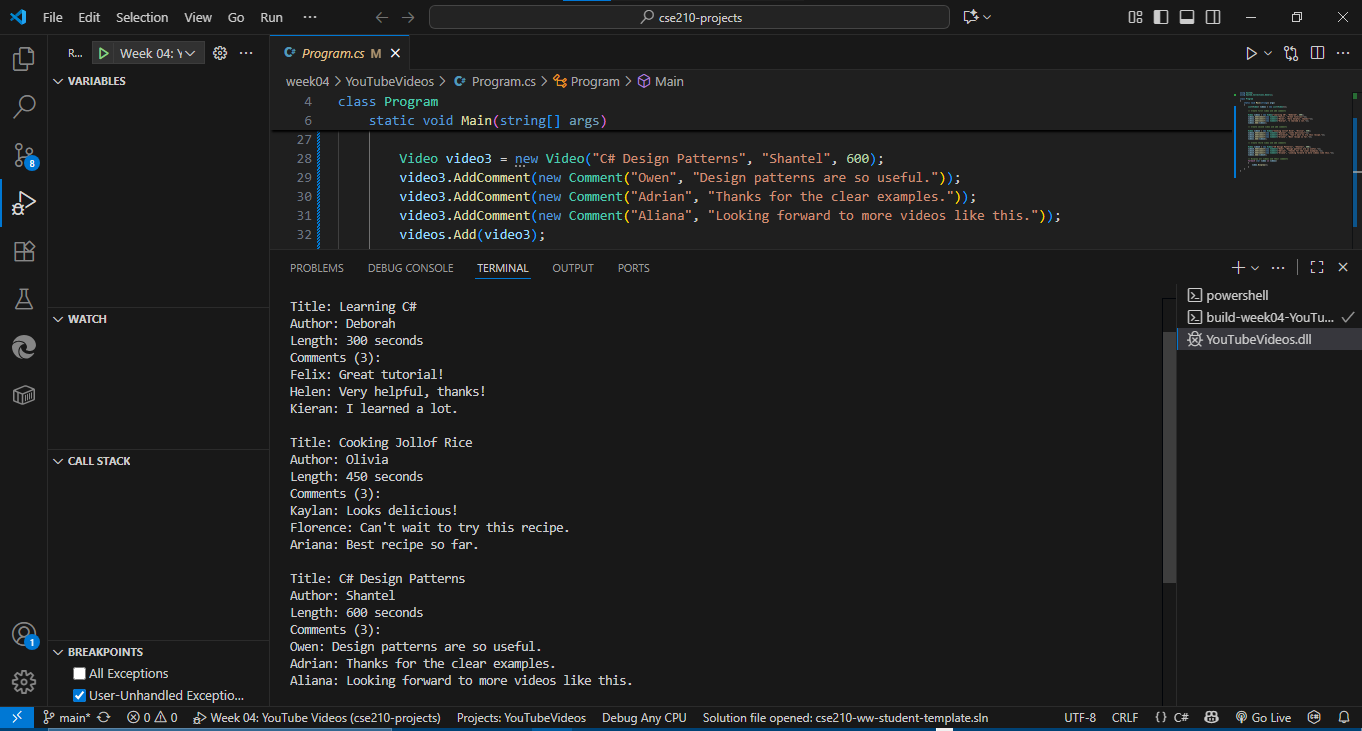 File Edit Selection View Go Run ...
cse210-projects
R... Week 04: Y
Program.cs M
VARIABLES
week04 > YouTubeVideos > C# Program.cs > Program > Main
4 class Program
6 static void Main(string[] args)
27
28 Video video3 = new Video("C# Design Patterns", "Shantel", 600);
29 video3.AddComment(new Comment("Owen", "Design patterns are so useful."));
30 video3.AddComment(new Comment("Adrian", "Thanks for the clear examples."));
31 video3.AddComment(new Comment("Aliana", "Looking forward to more videos like this."));
32 videos.Add(video3);
PROBLEMS DEBUG CONSOLE TERMINAL OUTPUT PORTS
powershell
build-week04-YouTu...
YouTubeVideos.dll
Title: Learning C#
Author: Deborah
Length: 300 seconds
Comments (3):
Felix: Great tutorial!
Helen: Very helpful, thanks!
Kieran: I learned a lot.
Title: Cooking Jollof Rice
Author: Olivia
Length: 450 seconds
Comments (3):
Kaylan: Looks delicious!
Florence: Can't wait to try this recipe.
Ariana: Best recipe so far.
Title: C# Design Patterns
Author: Shantel
Length: 600 seconds
Comments (3):
Owen: Design patterns are so useful.
Adrian: Thanks for the clear examples.
Aliana: Looking forward to more videos like this.
WATCH
CALL STACK
BREAKPOINTS
All Exceptions
User-Unhandled Exceptio...
8
1
main* 0 0 Week 04: YouTube Videos (cse210-projects) Projects: YouTubeVideos Debug Any CPU Solution file opened: cse210-ww-student-template.sln UTF-8 CRLF {} C# Go Live